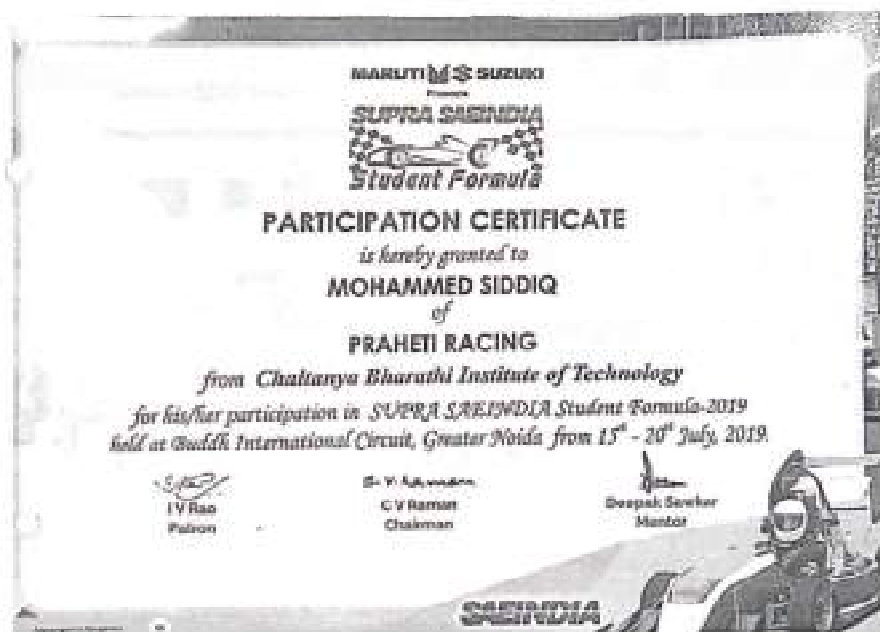 MARUTI SUZUKI
Presents
SUPRA SAEINDIA
Student Formula
PARTICIPATION CERTIFICATE
is hereby granted to
MOHAMMED SIDDIQ
of
PRAHETI RACING
from Chaitanya Bharathi Institute of Technology
for his/her participation in SUPRA SAEINDIA Student Formula-2019
held at Buddh International Circuit, Greater Noida from 15th - 20th July, 2019.
I V Rao
Patron
C V Raman
Chairman
Deepak Sawkar
Mentor
SAEINDIA